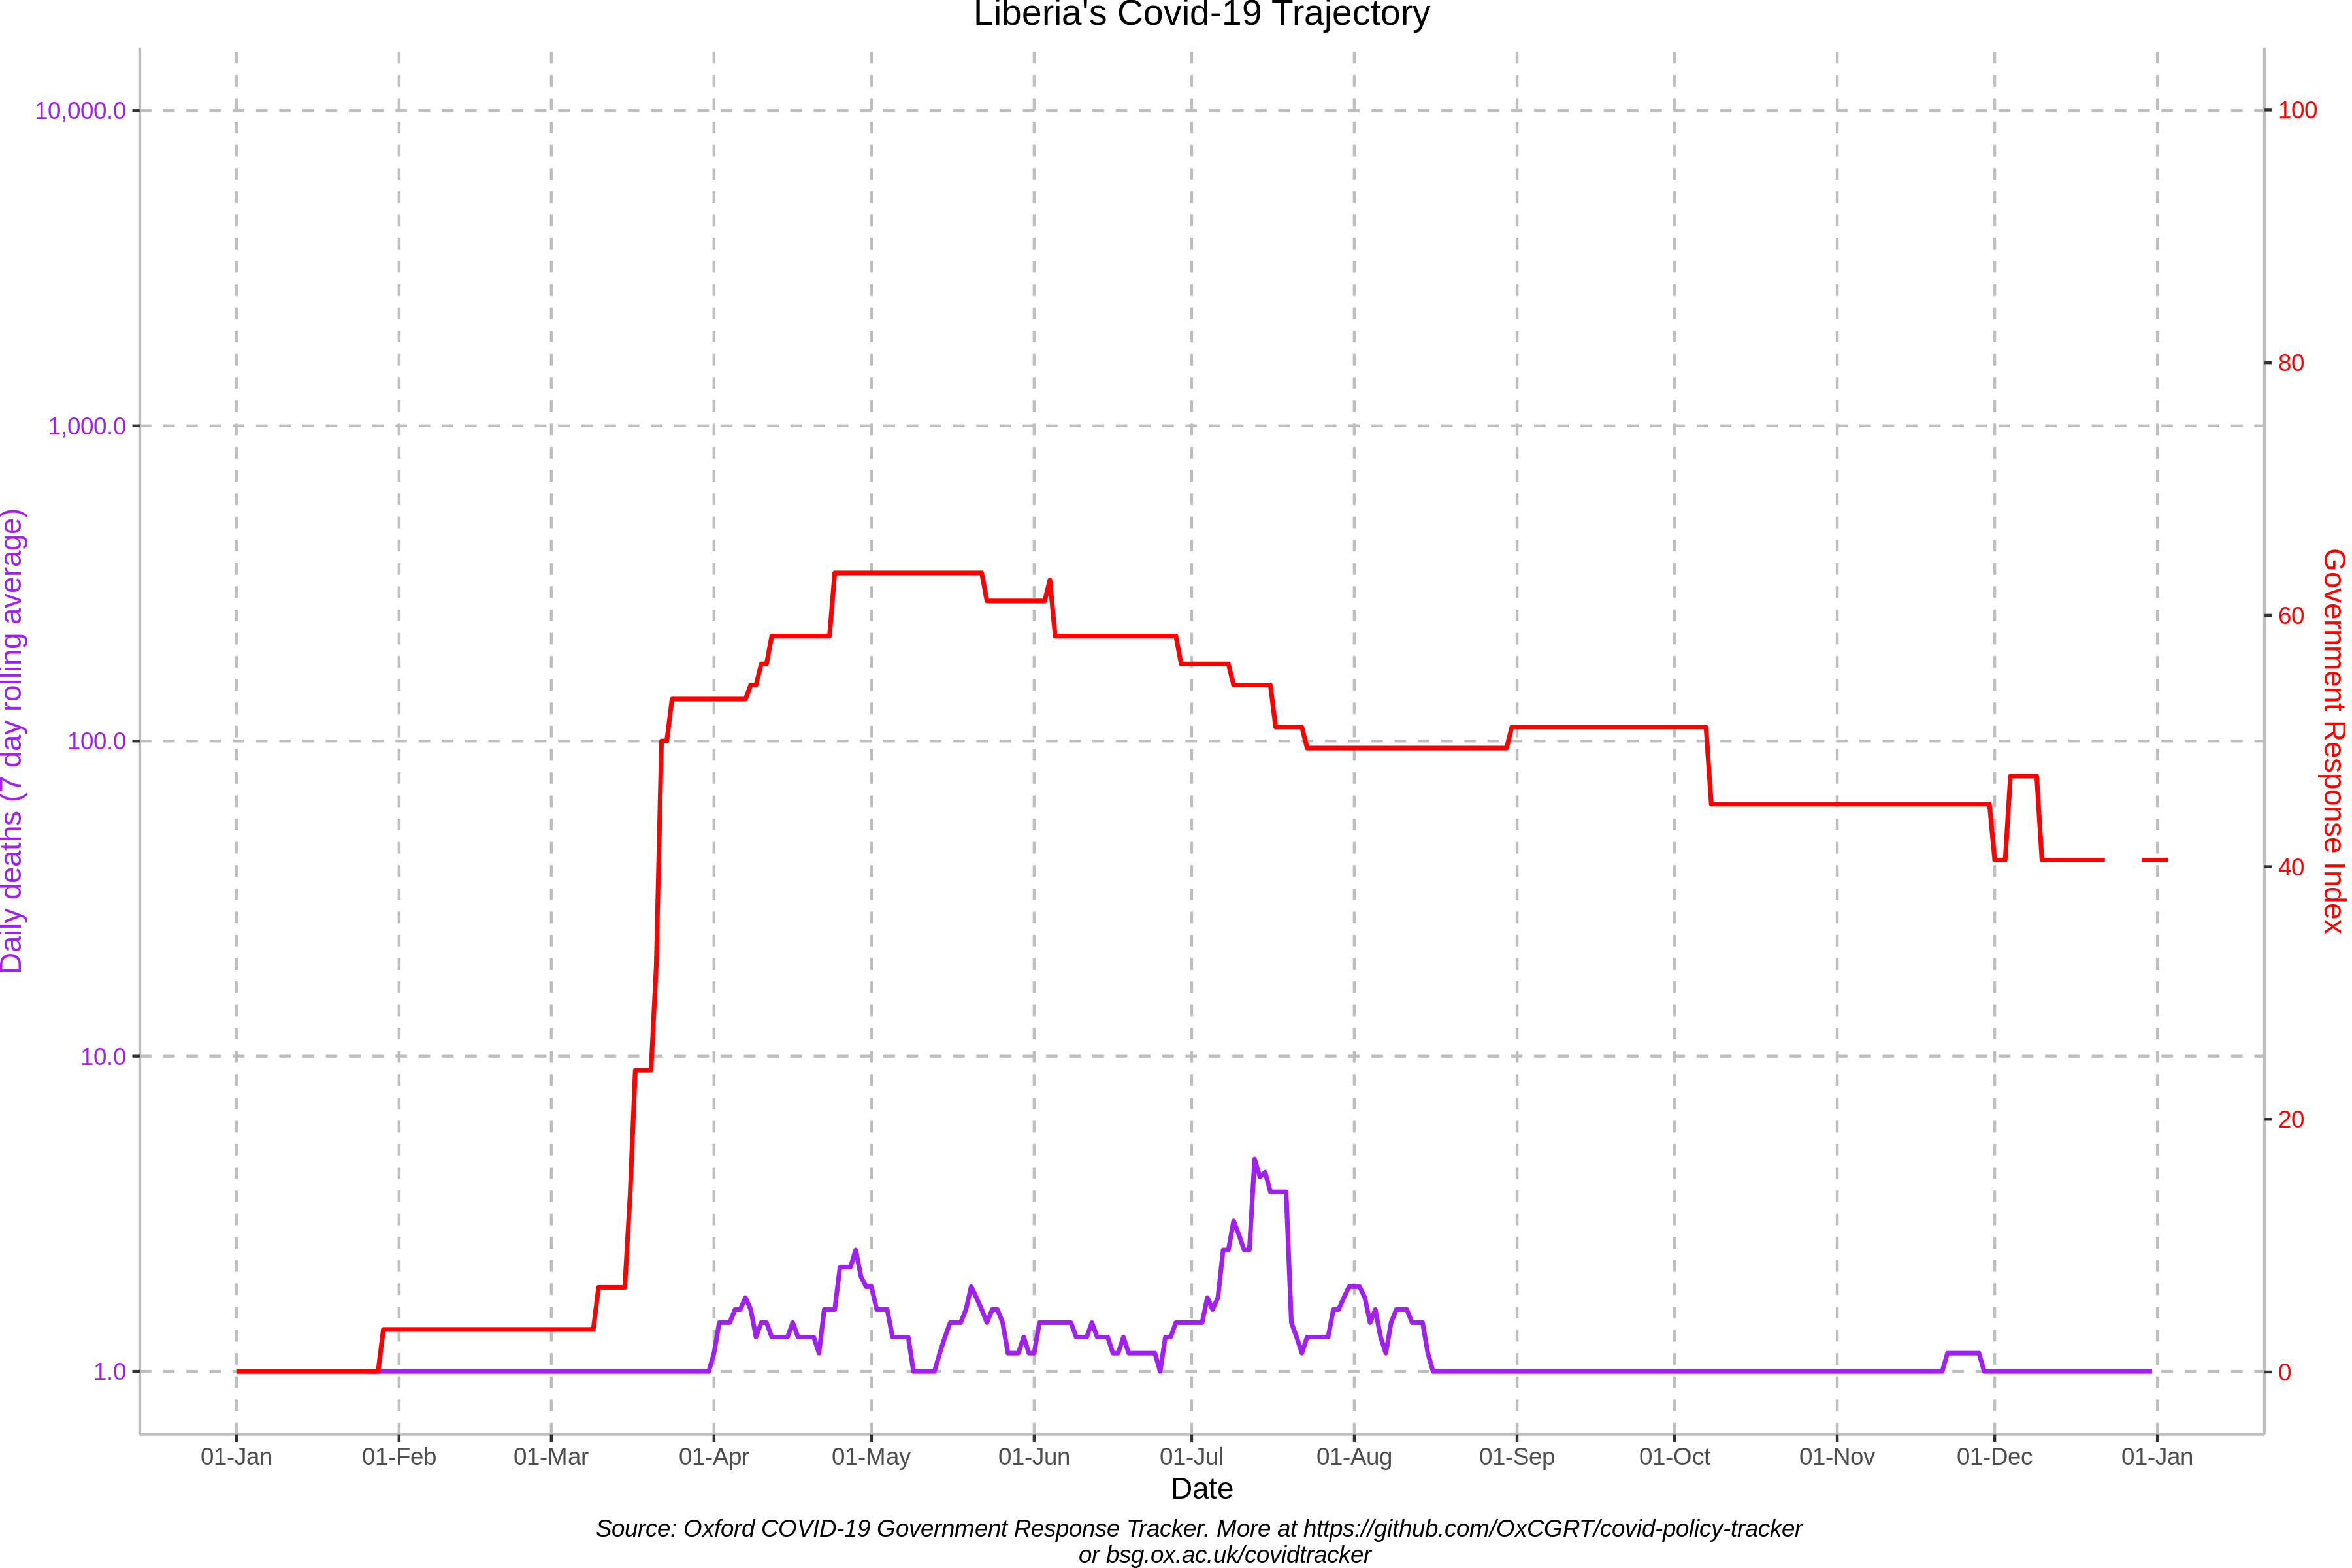 Liberia's Covid-19 Trajectory
10,000.0
1,000.0
100.0
10.0
1.0
Daily deaths (7 day rolling average)
100
80
60
40
20
0
Government Response Index
01-Jan 01-Feb 01-Mar 01-Apr 01-May 01-Jun 01-Jul 01-Aug 01-Sep 01-Oct 01-Nov 01-Dec 01-Jan
Date
Source: Oxford COVID-19 Government Response Tracker. More at https://github.com/OxCGRT/covid-policy-tracker
or bsg.ox.ac.uk/covidtracker